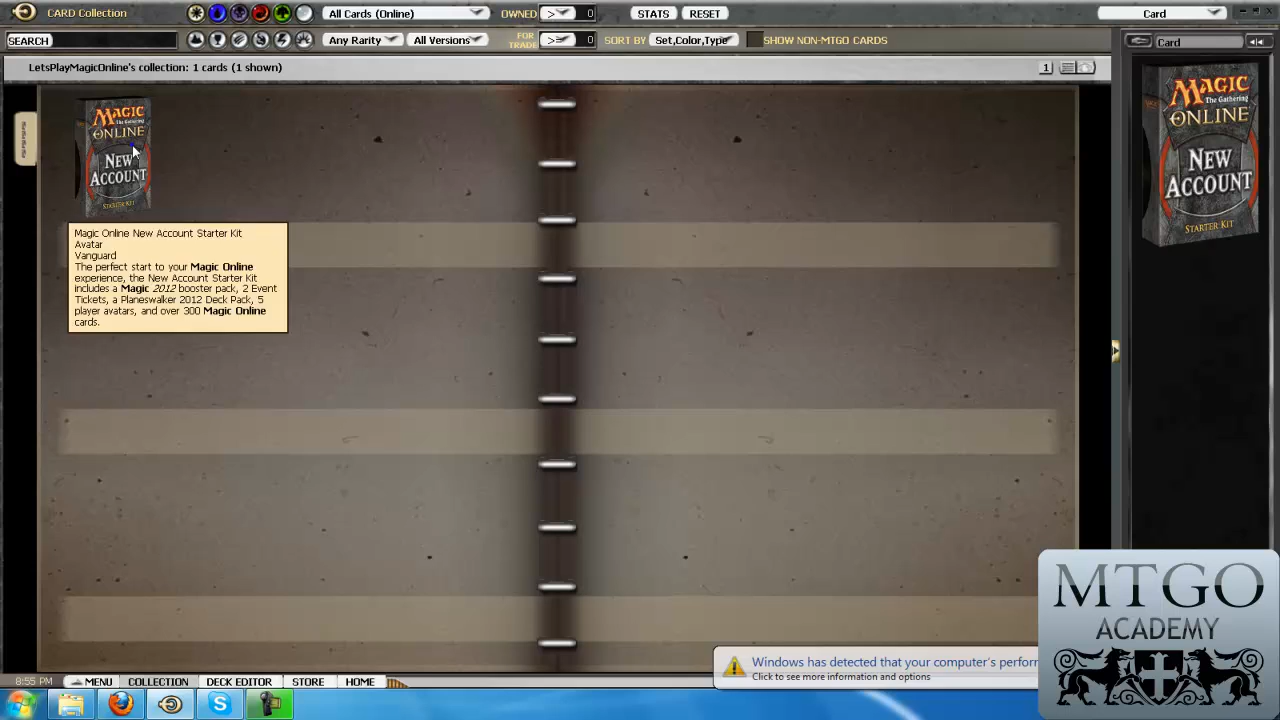 CARD Collection
All Cards (Online)
OWNED
>
0
STATS
RESET
Card
SEARCH
Any Rarity
All Versions
FOR TRADE
>=
0
SORT BY
Set,Color,Type
SHOW NON-MTGO CARDS
Card
LetsPlayMagicOnline's collection: 1 cards (1 shown)
1
MAGIC
The Gathering
ONLINE
NEW
ACCOUNT
STARTER KIT
MAGIC
The Gathering
ONLINE
NEW
ACCOUNT
STARTER KIT
Magic Online New Account Starter Kit
Avatar
Vanguard
The perfect start to your Magic Online
experience, the New Account Starter Kit
includes a Magic 2012 booster pack, 2 Event
Tickets, a Planeswalker 2012 Deck Pack, 5
player avatars, and over 300 Magic Online
cards.
MTGO
ACADEMY
Windows has detected that your computer's perform
Click to see more information and options
8:55 PM
MENU
COLLECTION
DECK EDITOR
STORE
HOME